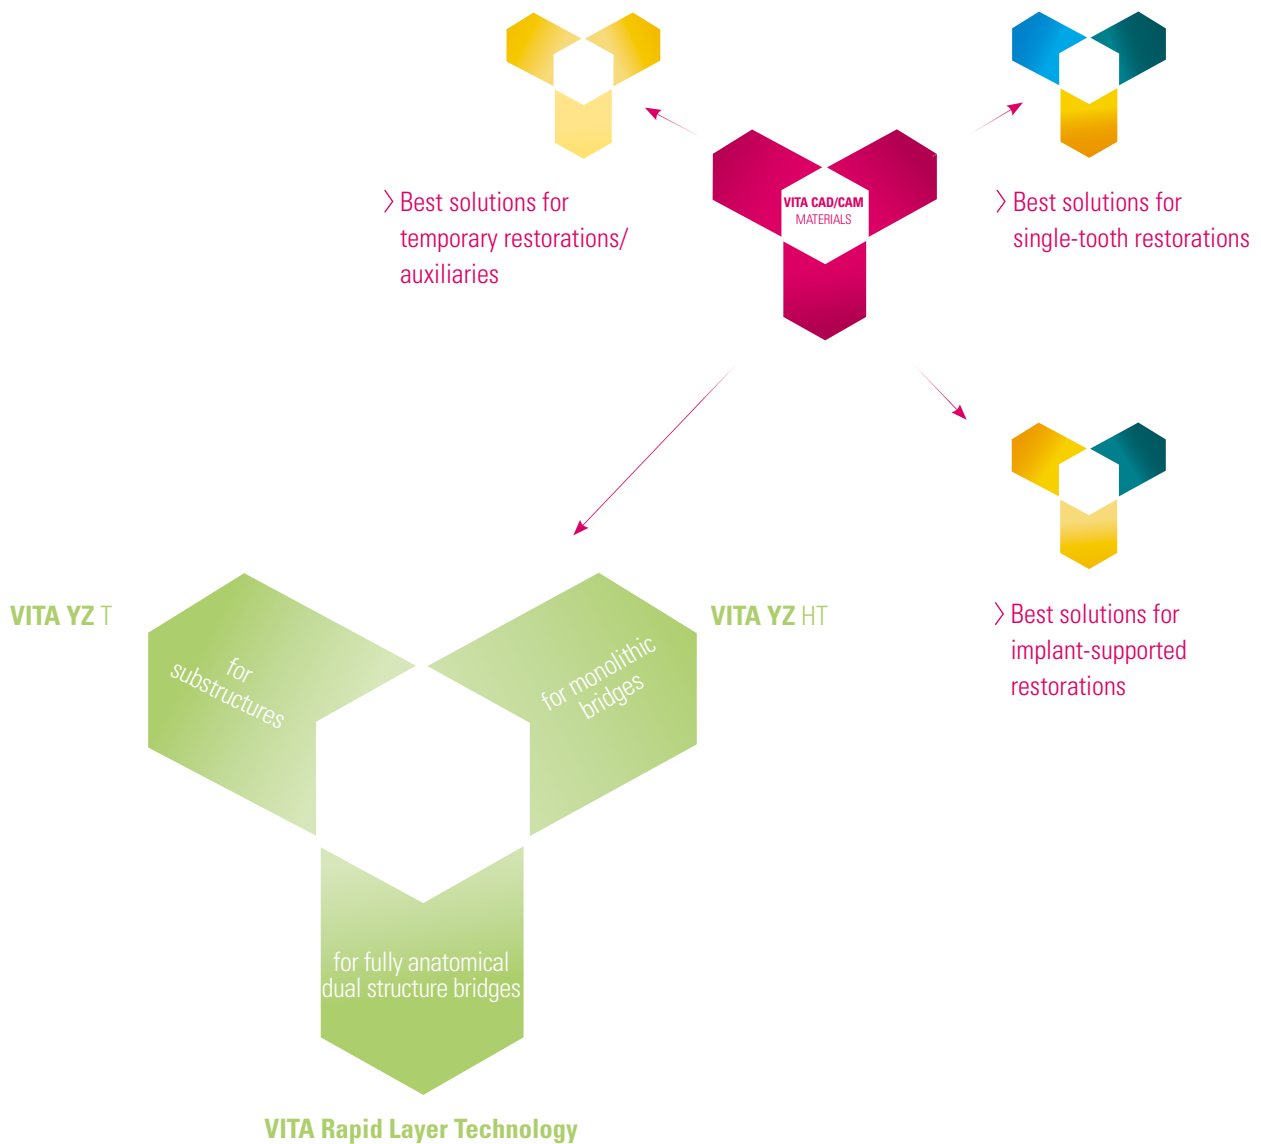 VITA CAD/CAM
MATERIALS
〉Best solutions for
temporary restorations/
auxiliaries
〉Best solutions for
single-tooth restorations
〉Best solutions for
implant-supported
restorations
VITA YZ T
for
substructures
VITA YZ HT
for monolithic
bridges
for fully anatomical
dual structure bridges
VITA Rapid Layer Technology